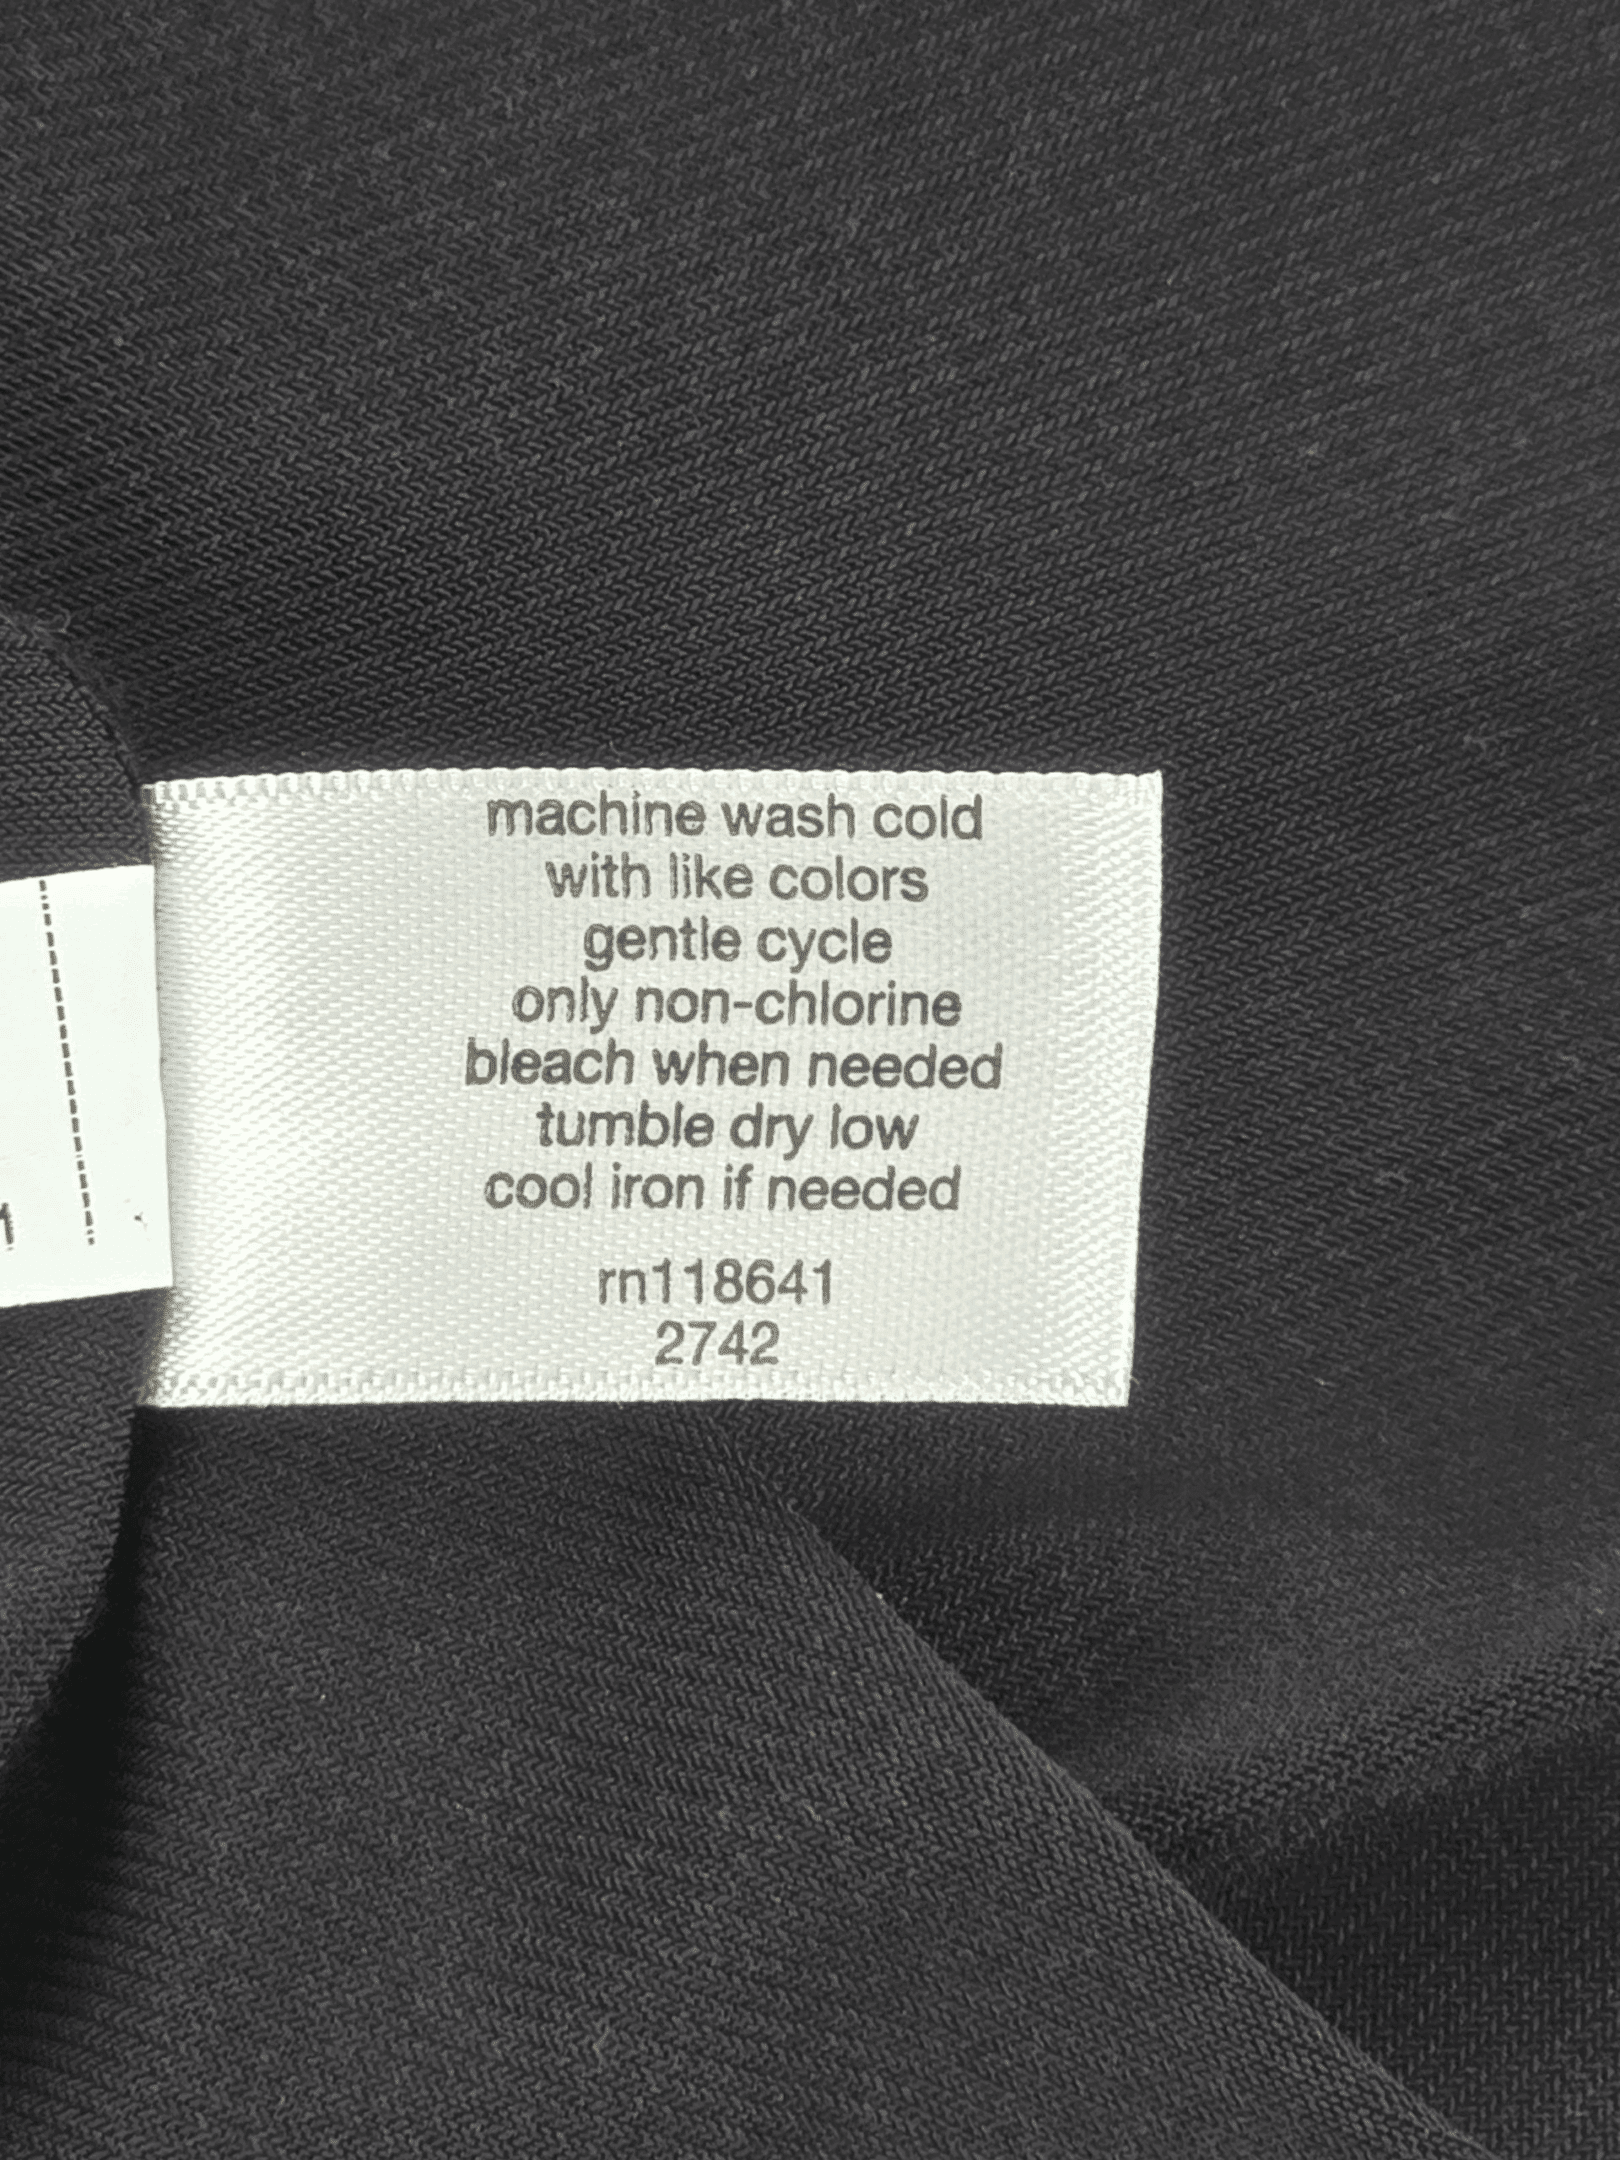 machine wash cold
with like colors
gentle cycle
only non-chlorine
bleach when needed
tumble dry low
cool iron if needed
rn118641
2742